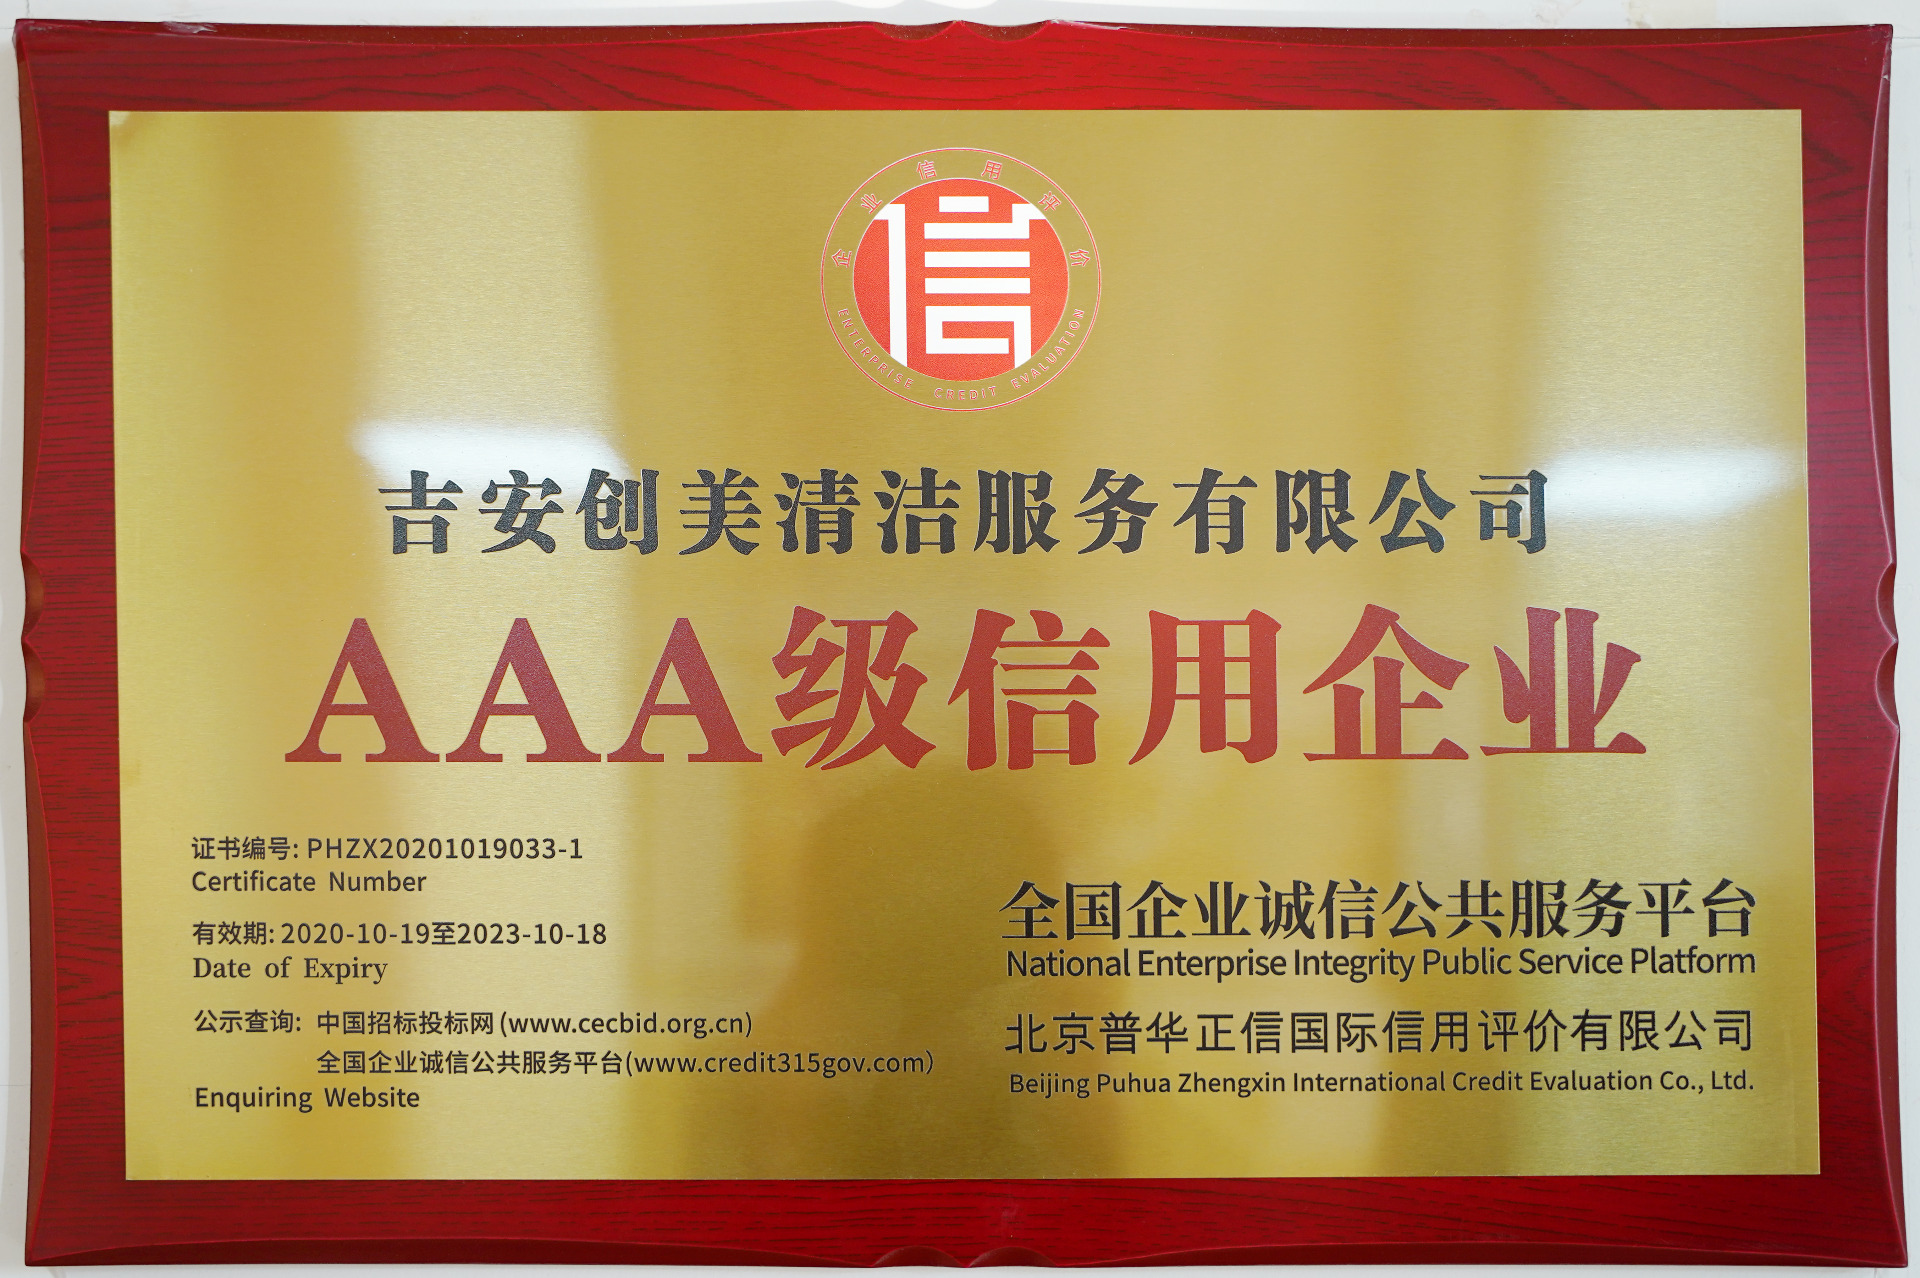 企业信用评价
信
ENTERPRISE CREDIT EVALUATION
吉安创美清洁服务有限公司
AAA级信用企业
证书编号: PHZX20201019033-1
Certificate Number
有效期: 2020-10-19至2023-10-18
Date of Expiry
公示查询: 中国招标投标网 (www.cecbid.org.cn)
全国企业诚信公共服务平台(www.credit315gov.com)
Enquiring Website
全国企业诚信公共服务平台
National Enterprise Integrity Public Service Platform
北京普华正信国际信用评价有限公司
Beijing Puhua Zhengxin International Credit Evaluation Co., Ltd.